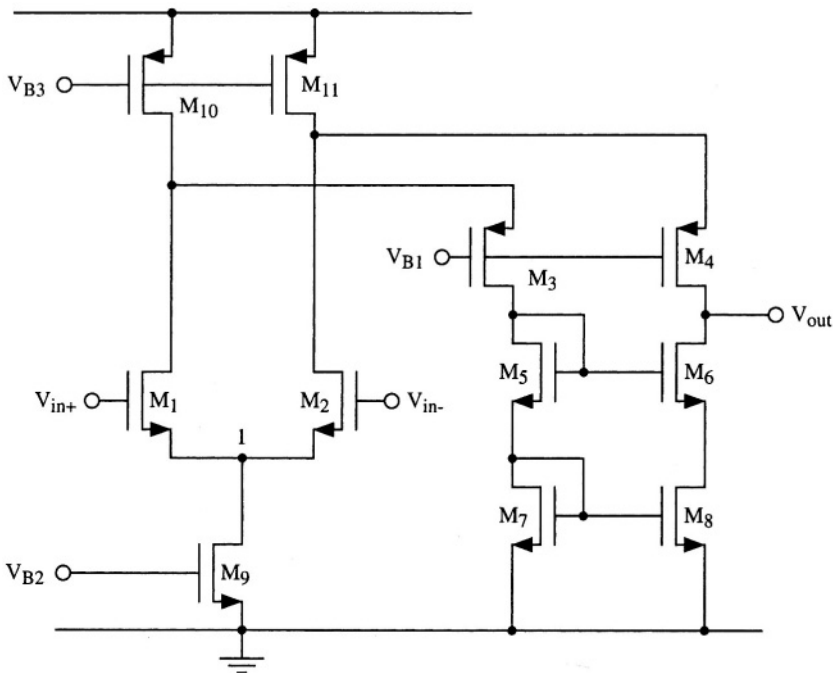 V_B3
M_10
M_11
V_B1
M_3
M_4
V_out
M_5
M_6
V_in+
M_1
M_2
V_in-
1
M_7
M_8
V_B2
M_9